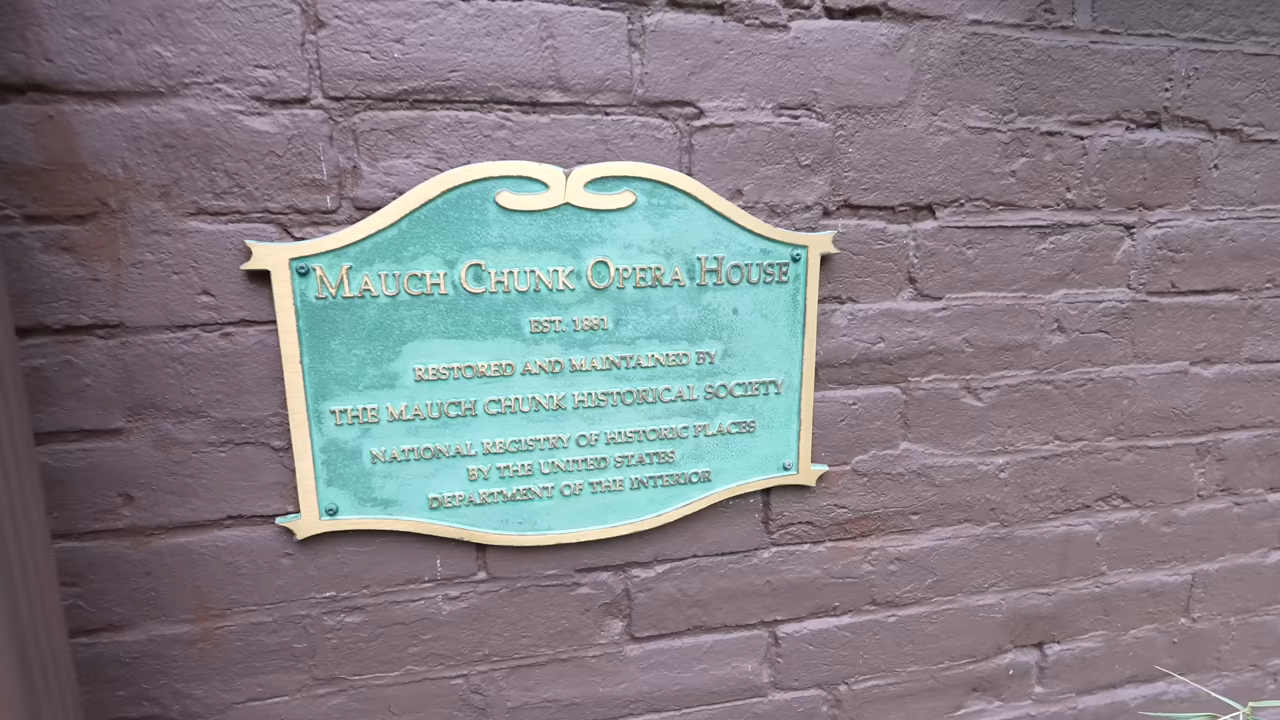 MAUCH CHUNK OPERA HOUSE
EST. 1881
RESTORED AND MAINTAINED BY
THE MAUCH CHUNK HISTORICAL SOCIETY
NATIONAL REGISTRY OF HISTORIC PLACES
BY THE UNITED STATES
DEPARTMENT OF THE INTERIOR